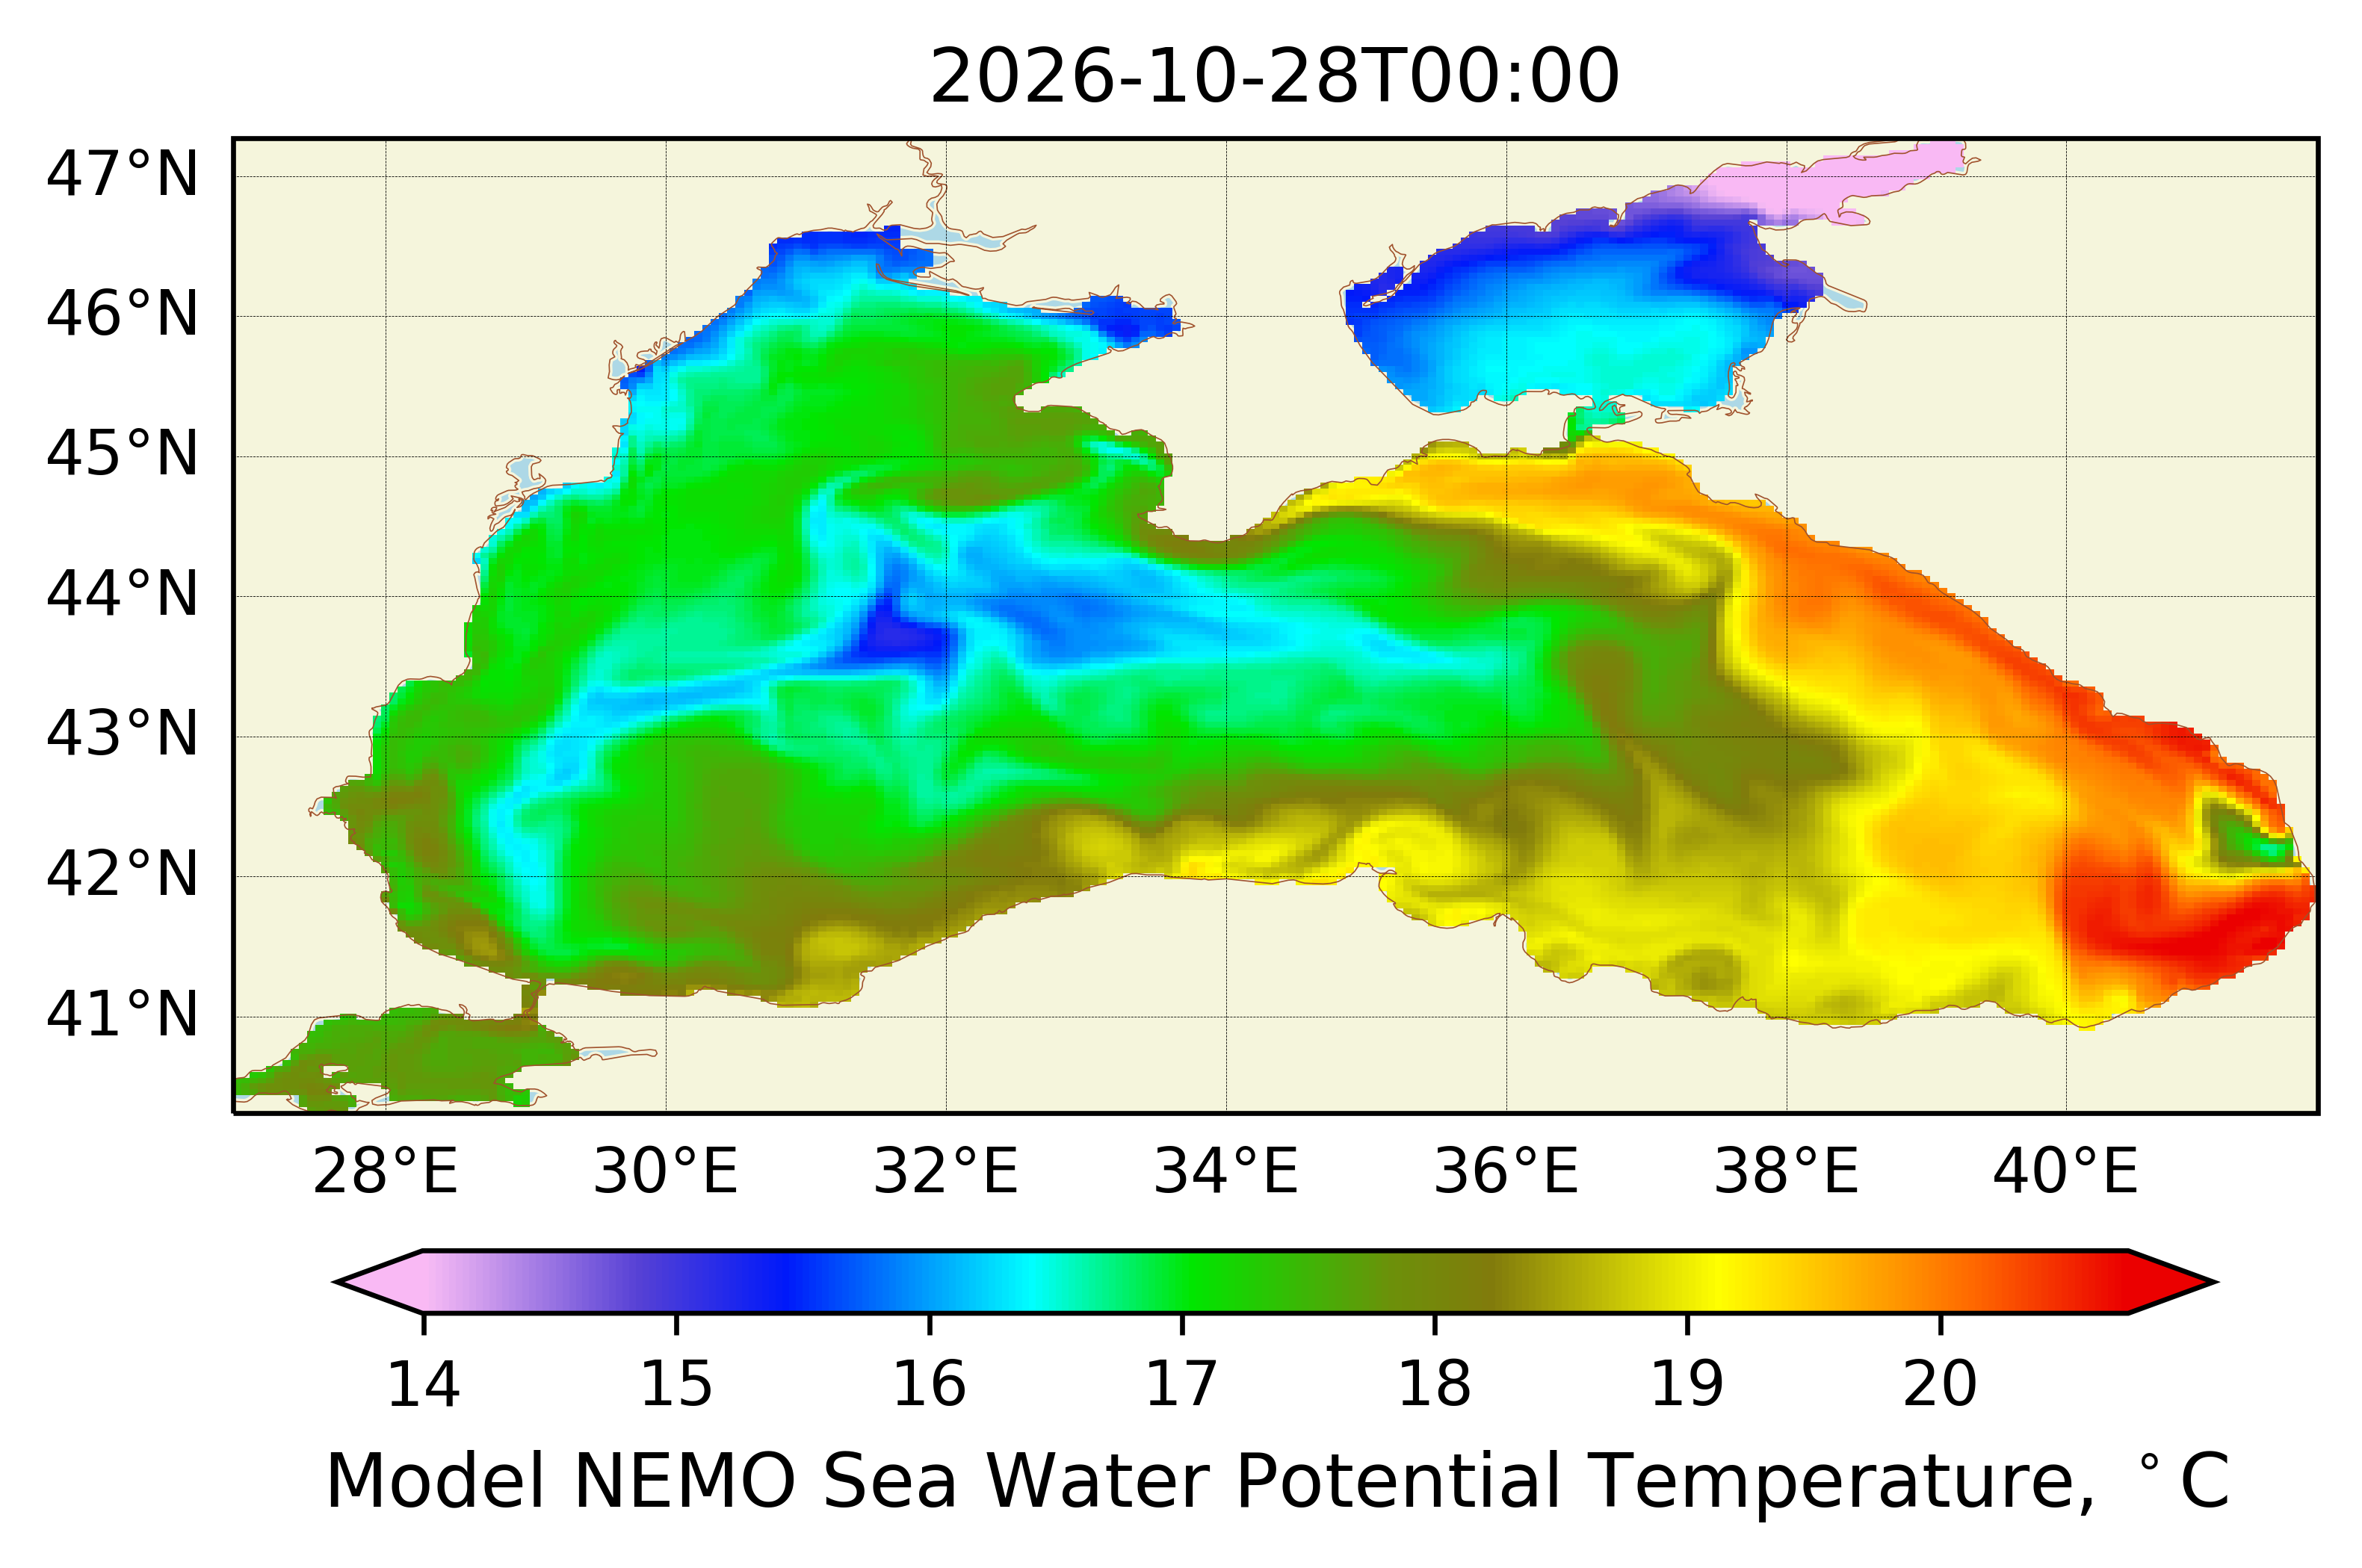 2026-10-28T00:00
47°N
46°N
45°N
44°N
43°N
42°N
41°N
28°E 30°E 32°E 34°E 36°E 38°E 40°E
14 15 16 17 18 19 20
Model NEMO Sea Water Potential Temperature, °C